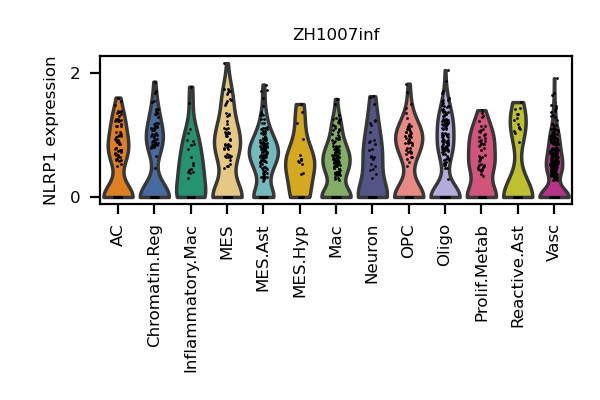 ZH1007inf
NLRP1 expression
2
0
AC
Chromatin.Reg
Inflammatory.Mac
MES
MES.Ast
MES.Hyp
Mac
Neuron
OPC
Oligo
Prolif.Metab
Reactive.Ast
Vasc